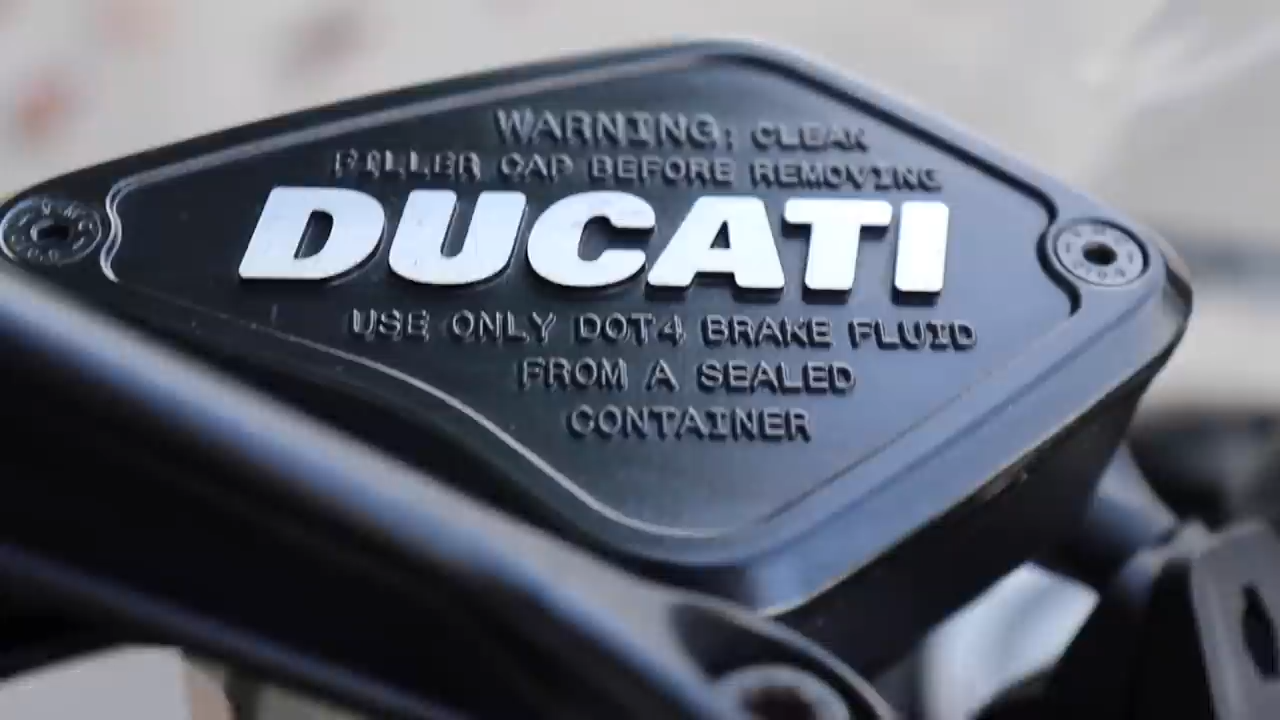 WARNING: CLEAN
FILLER CAP BEFORE REMOVING
DUCATI
USE ONLY DOT4 BRAKE FLUID
FROM A SEALED
CONTAINER